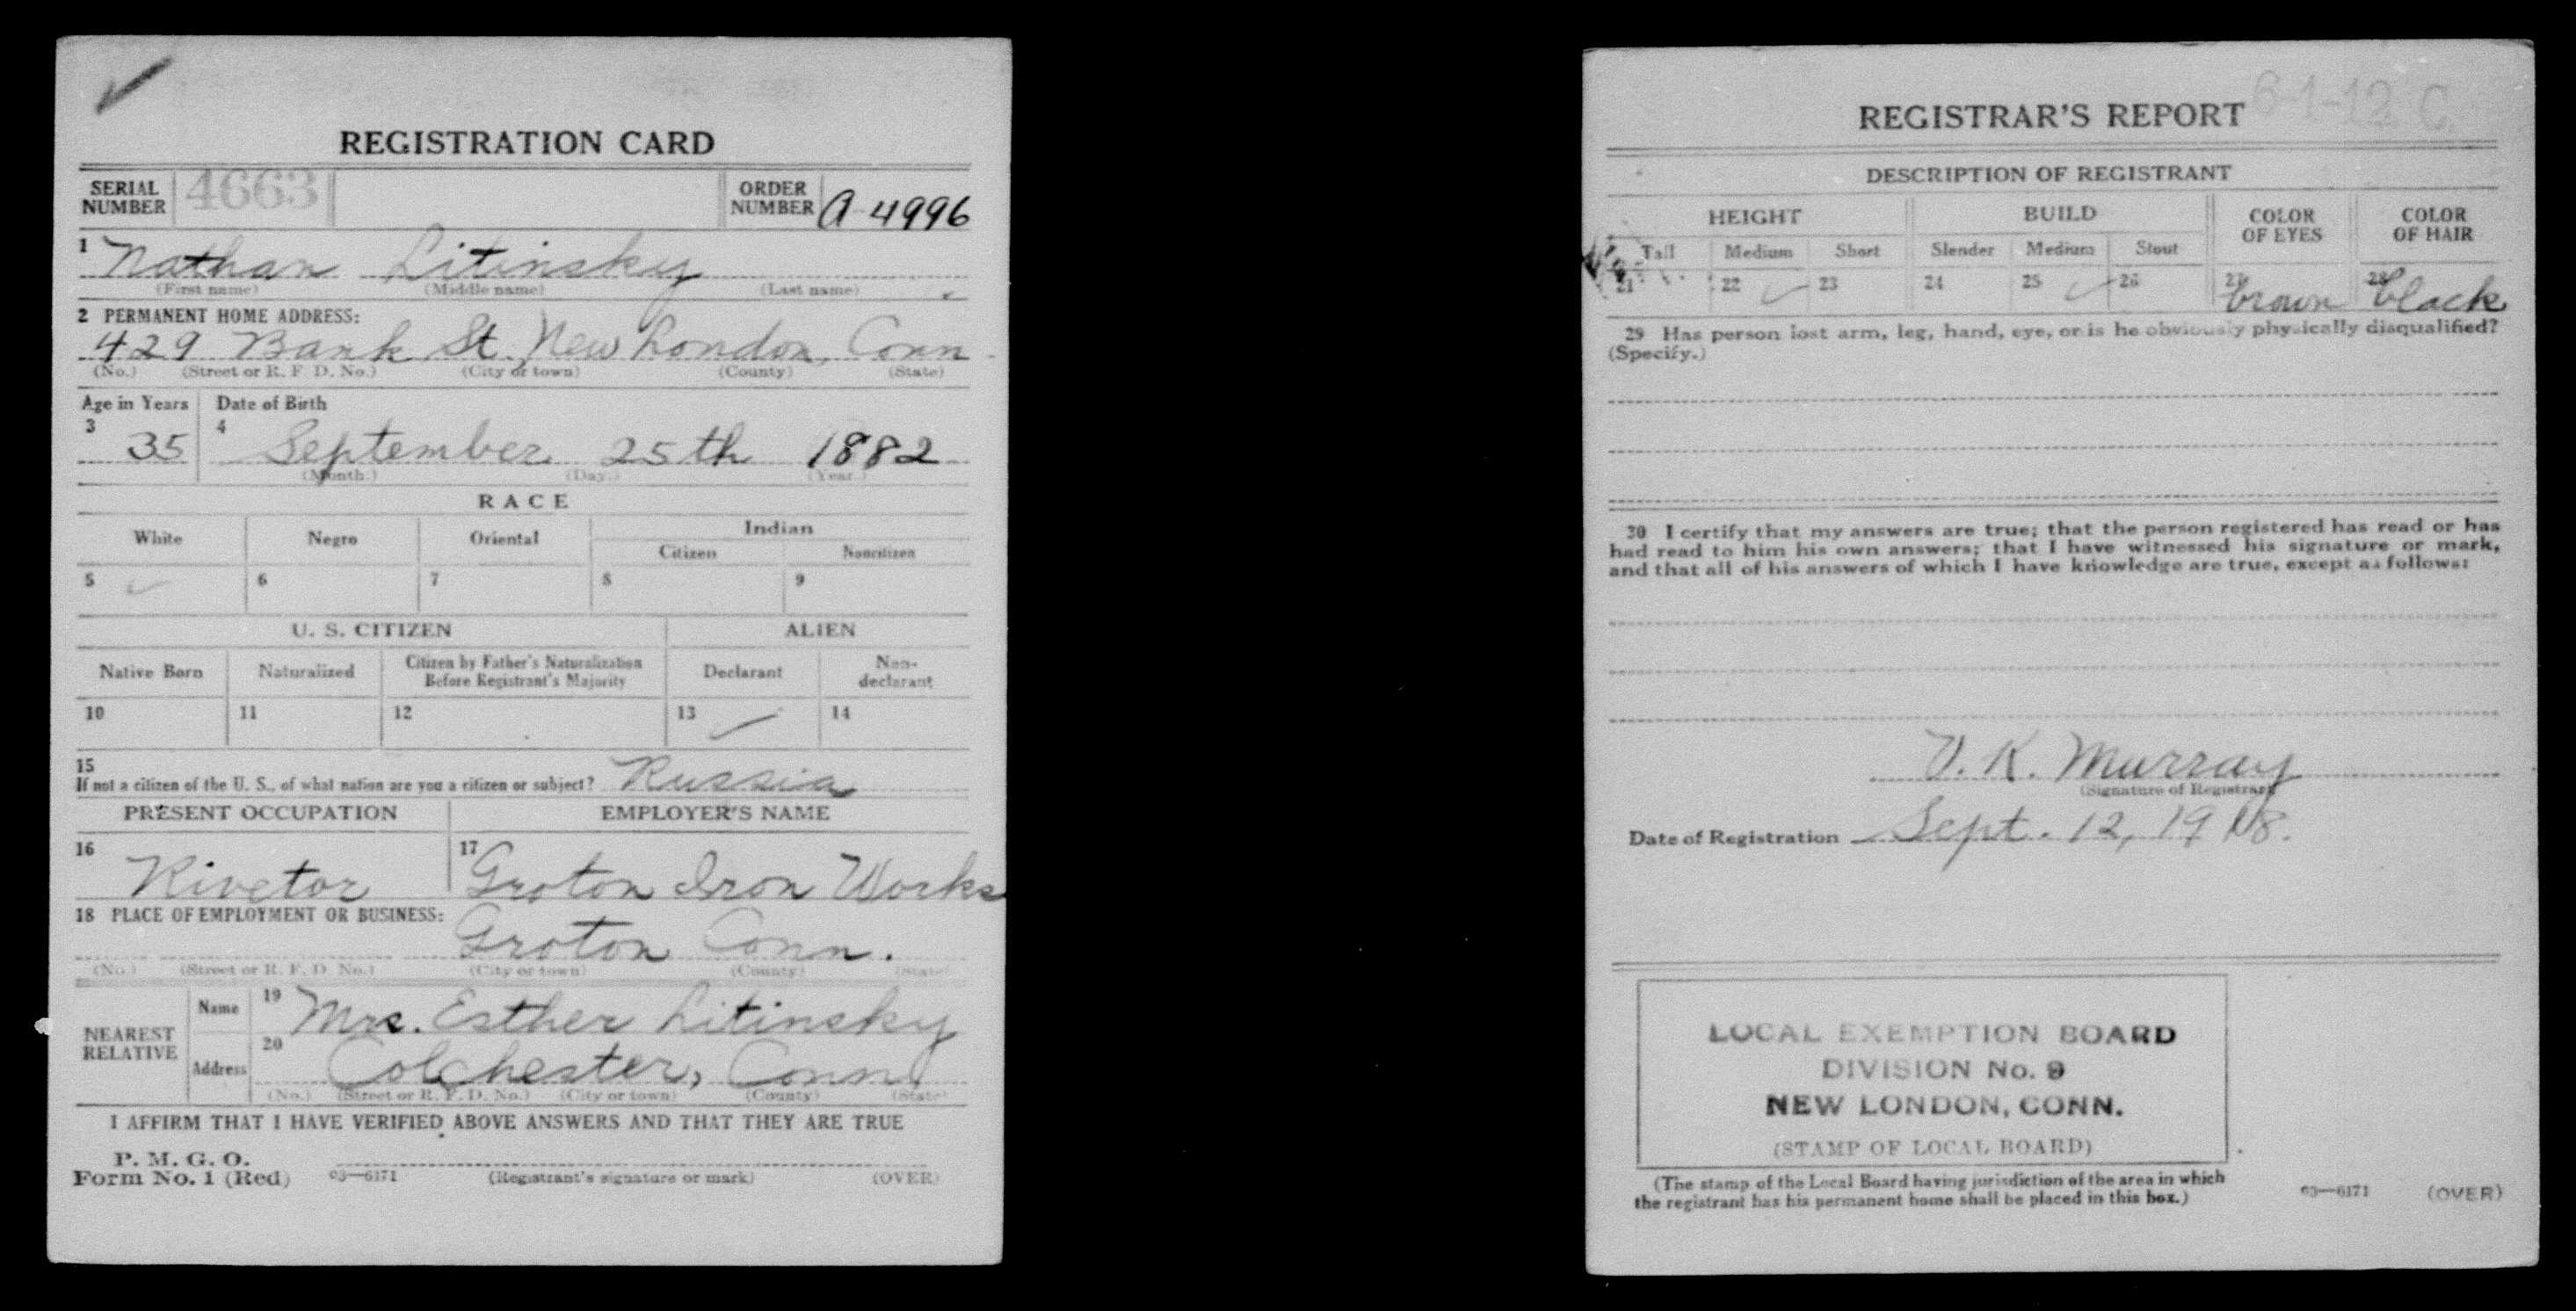 REGISTRATION CARD
SERIAL NUMBER 4663 ORDER NUMBER A-4996
1 Nathan Litinsky
(First name) (Middle name) (Last name)
2 PERMANENT HOME ADDRESS:
429 Bank St. New London, Conn.
(No.) (Street or R. F. D. No.) (City or town) (County) (State)
Age in Years Date of Birth
3 35 4 September 25th 1882
(Month.) (Day.) (Year.)
RACE
White Negro Oriental Indian
Citizen Noncitizen
5 ✓ 6 7 8 9
U. S. CITIZEN ALIEN
Native Born Naturalized Citizen by Father's Naturalization Before Registrant's Majority Declarant Non-declarant
10 11 12 13 ✓ 14
15
If not a citizen of the U. S., of what nation are you a citizen or subject? Russia
PRESENT OCCUPATION EMPLOYER'S NAME
16 Rivetor 17 Groton Iron Works
18 PLACE OF EMPLOYMENT OR BUSINESS:
Groton Conn.
(No.) (Street or R. F. D. No.) (City or town) (County) (State)
NEAREST RELATIVE
Name 19 Mrs. Esther Litinsky
Address 20 Colchester, Conn.
(No.) (Street or R. F. D. No.) (City or town) (County) (State)
I AFFIRM THAT I HAVE VERIFIED ABOVE ANSWERS AND THAT THEY ARE TRUE
P. M. G. O.
Form No. 1 (Red) 03—6171 (Registrant's signature or mark) (OVER)
6-1-12 C.
REGISTRAR'S REPORT
DESCRIPTION OF REGISTRANT
HEIGHT BUILD COLOR OF EYES COLOR OF HAIR
Tall Medium Short Slender Medium Stout
21 22 ✓ 23 24 25 ✓ 26 27 brown 28 black
29 Has person lost arm, leg, hand, eye, or is he obviously physically disqualified?
(Specify.)
30 I certify that my answers are true; that the person registered has read or has
had read to him his own answers; that I have witnessed his signature or mark,
and that all of his answers of which I have knowledge are true, except as follows:
V. K. Murray
(Signature of Registrar)
Date of Registration Sept. 12, 1918.
LOCAL EXEMPTION BOARD
DIVISION No. 9
NEW LONDON, CONN.
(STAMP OF LOCAL BOARD)
(The stamp of the Local Board having jurisdiction of the area in which
the registrant has his permanent home shall be placed in this box.)
03—6171 (OVER)